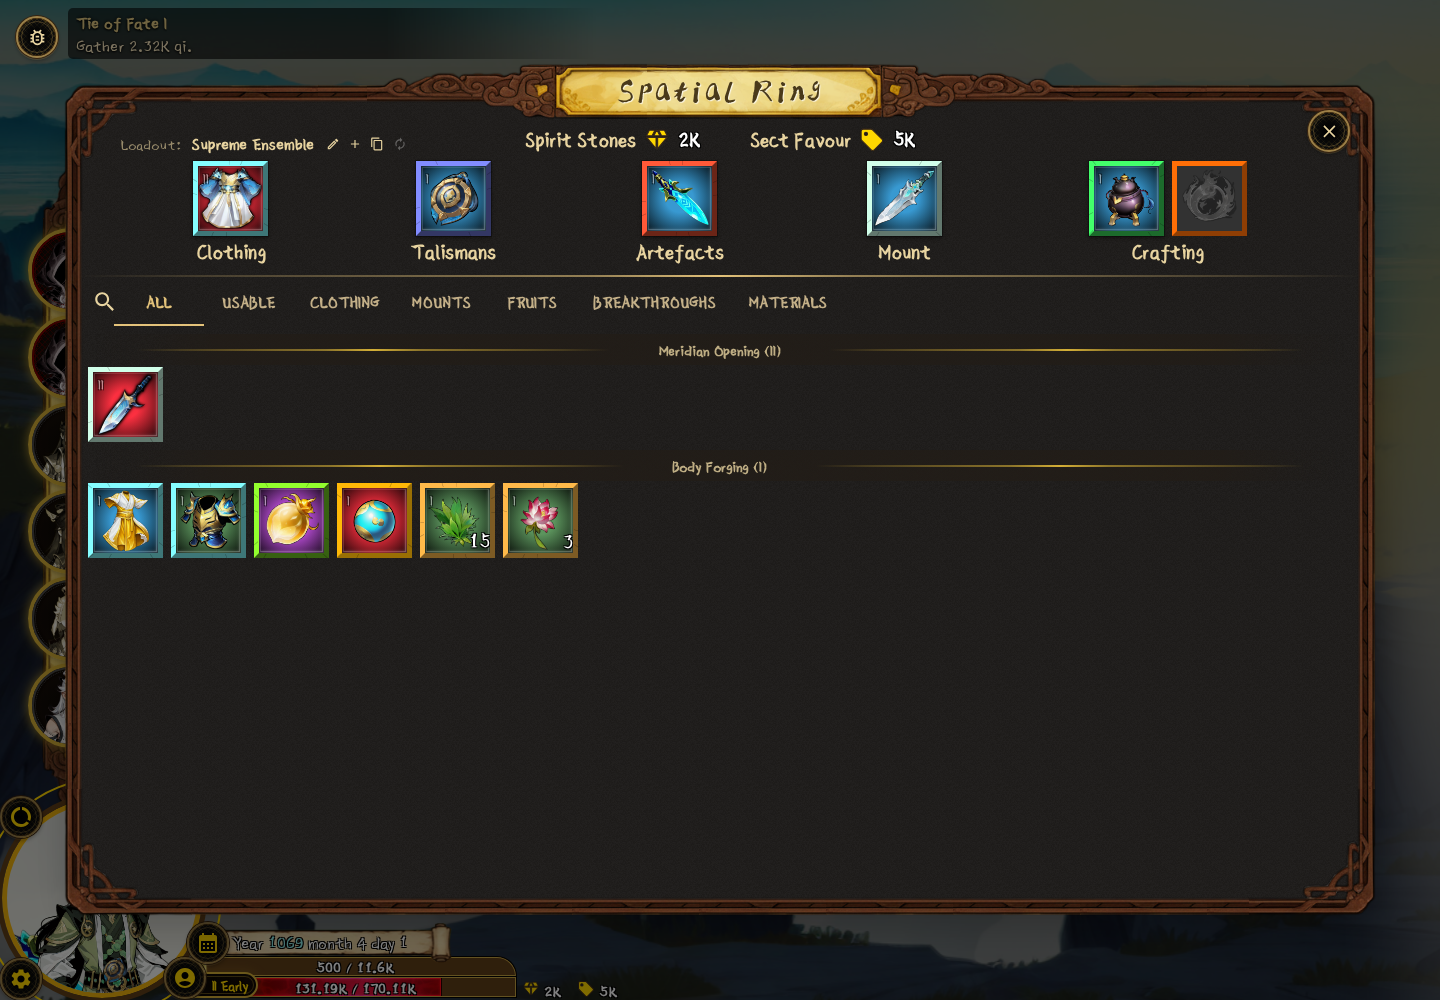 Tie of Fate I
Gather 2.32K qi.
Spatial Ring
Loadout: Supreme Ensemble
Spirit Stones 2K
Sect Favour 5K
II
I
I
I
I
Clothing
Talismans
Artefacts
Mount
Crafting
ALL
USABLE
CLOTHING
MOUNTS
FRUITS
BREAKTHROUGHS
MATERIALS
Meridian Opening (II)
II
Body Forging (I)
I
I
I
I
I
15
I
3
Year 1069 month 4 day 1
500 / 11.6K
II Early
131.19K / 170.11K
2K
5K